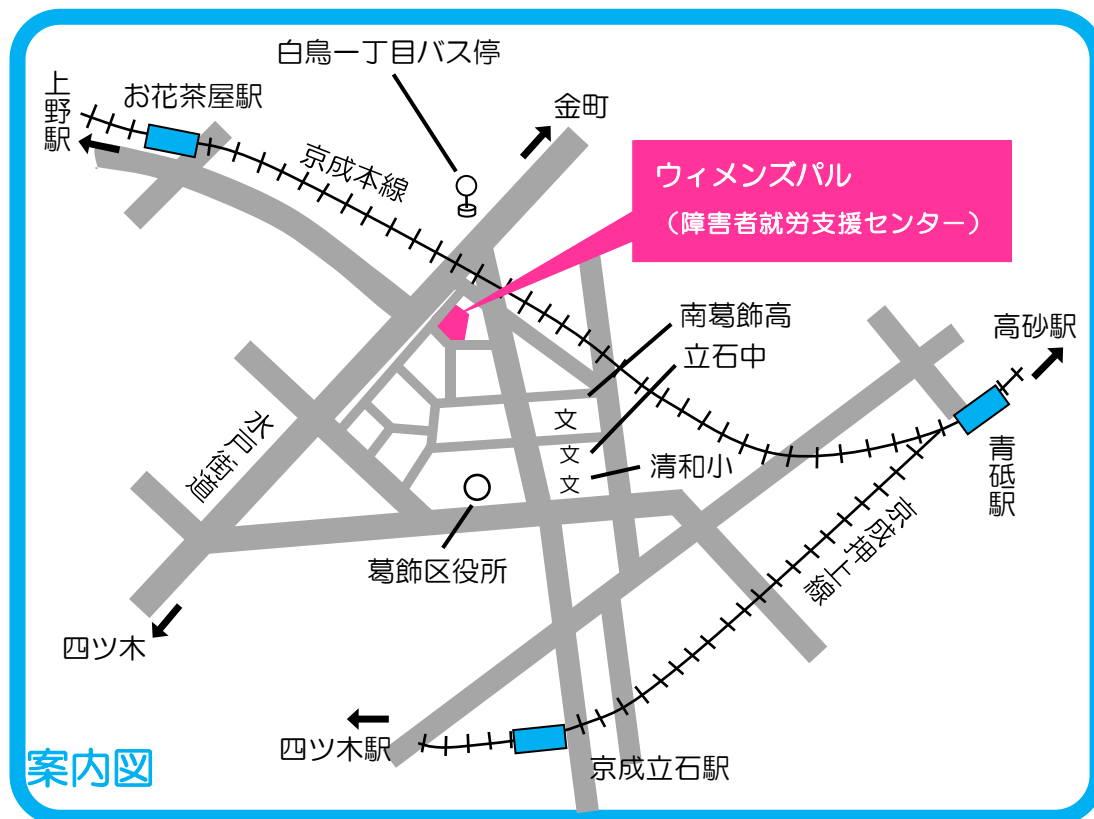 白鳥一丁目バス停
上野駅
お花茶屋駅
金町
京成本線
ウィメンズパル
（障害者就労支援センター）
南葛飾高
高砂駅
立石中
水戸街道
文
文
清和小
文
青砥駅
京成押上線
葛飾区役所
四ツ木
四ツ木駅
京成立石駅
案内図